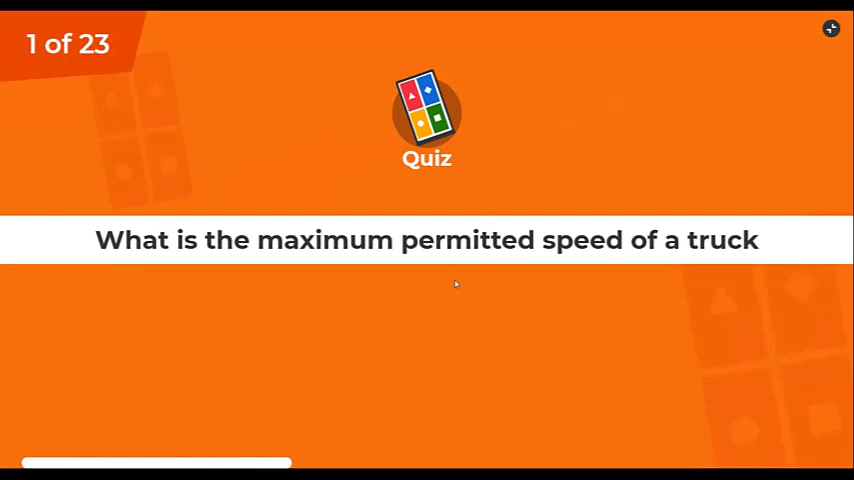 1 of 23
Quiz
What is the maximum permitted speed of a truck